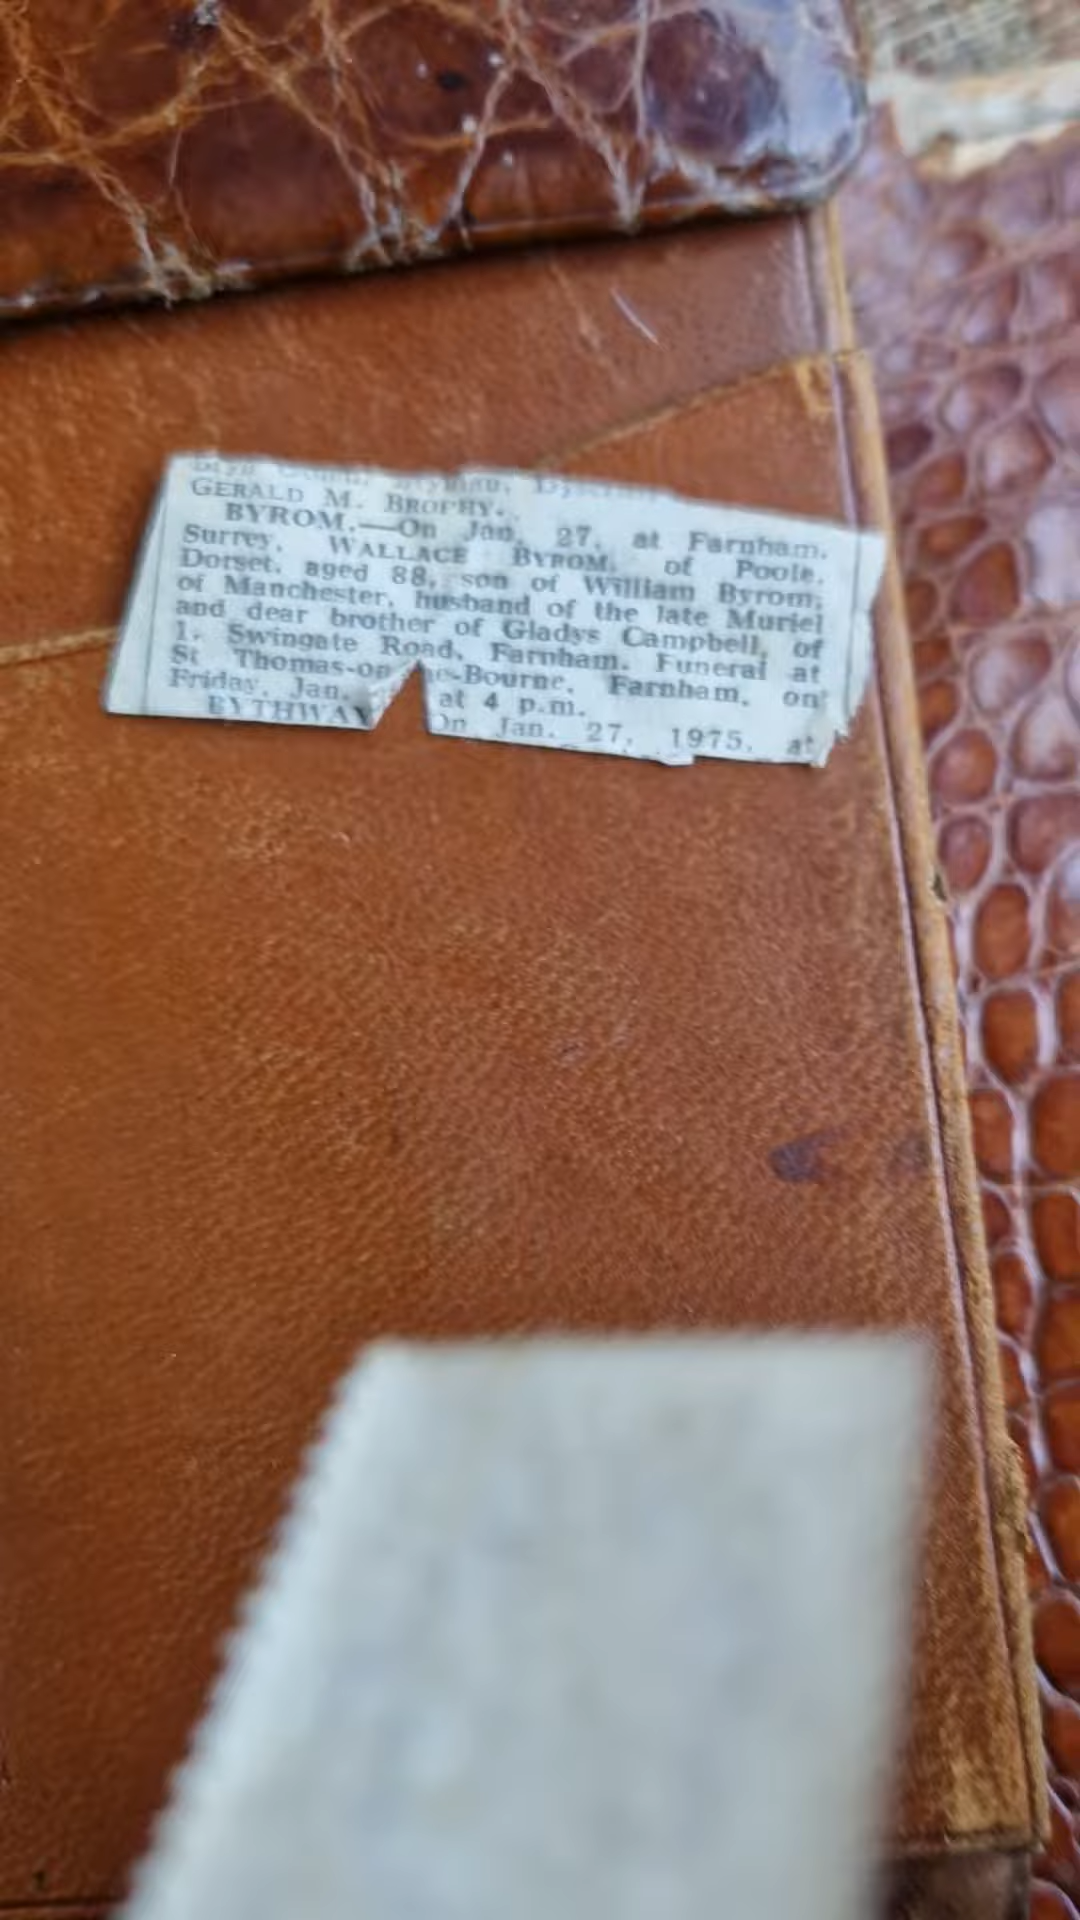 GERALD M. BROPHY.
BYROM.—On Jan. 27, at Farnham,
Surrey, WALLACE BYROM, of Poole,
Dorset, aged 88, son of William Byrom,
of Manchester, husband of the late Muriel
and dear brother of Gladys Campbell, of
1, Swingate Road, Farnham. Funeral at
St Thomas-on he-Bourne, Farnham, on
Friday, Jan. at 4 p.m.
BYTHWAY On Jan. 27, 1975, at